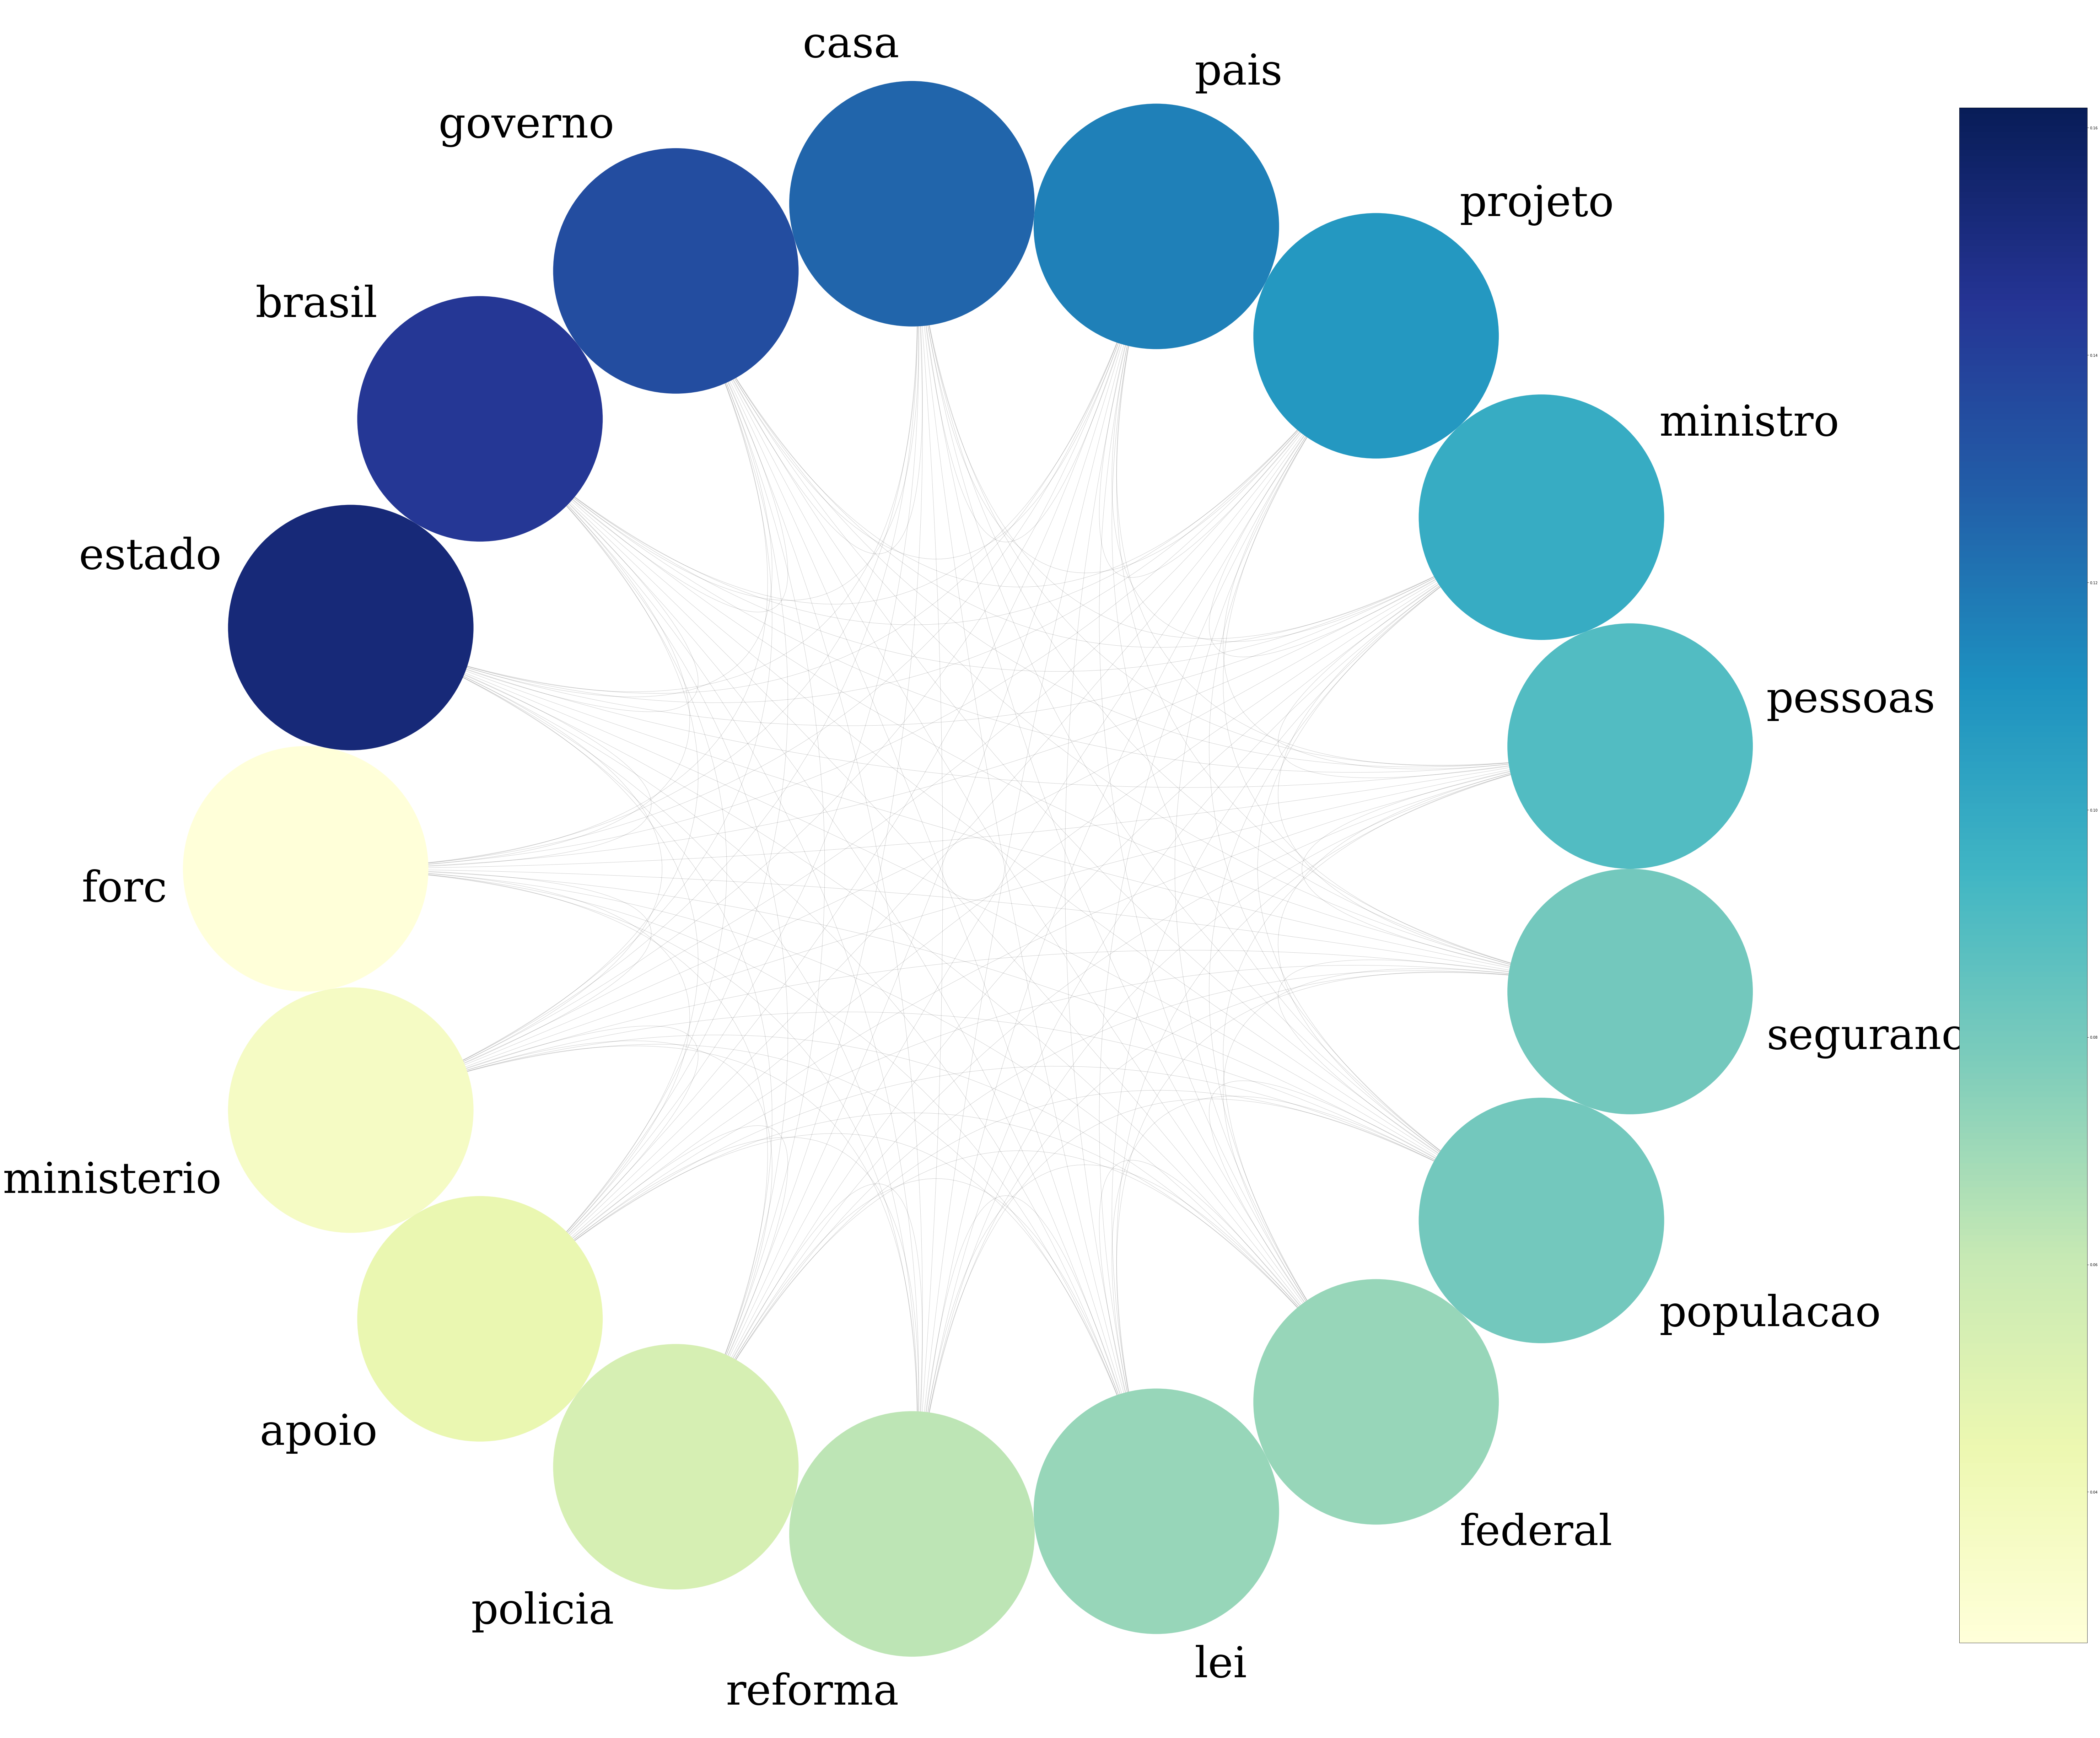 casa
pais
governo
projeto
brasil
ministro
estado
pessoas
forc
seguranc
ministerio
populacao
apoio
federal
policia
lei
reforma
0.16
0.14
0.12
0.10
0.08
0.06
0.04